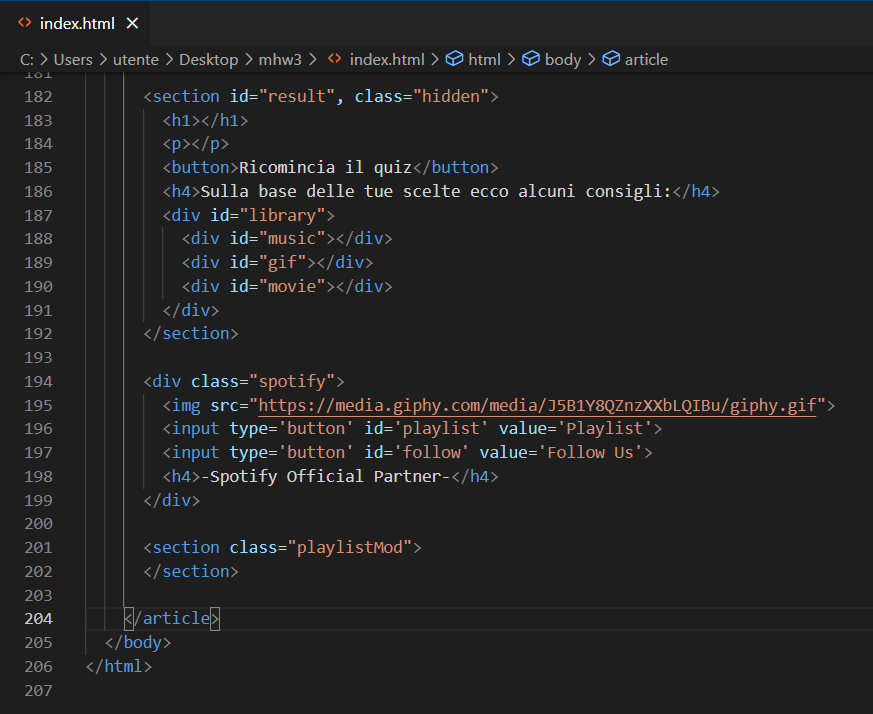 index.html
C: > Users > utente > Desktop > mhw3 > index.html > html > body > article
181
182 <section id="result", class="hidden">
183 <h1></h1>
184 <p></p>
185 <button>Ricomincia il quiz</button>
186 <h4>Sulla base delle tue scelte ecco alcuni consigli:</h4>
187 <div id="library">
188 <div id="music"></div>
189 <div id="gif"></div>
190 <div id="movie"></div>
191 </div>
192 </section>
193
194 <div class="spotify">
195 <img src="https://media.giphy.com/media/J5B1Y8QZnzXXbLQIBu/giphy.gif">
196 <input type='button' id='playlist' value='Playlist'>
197 <input type='button' id='follow' value='Follow Us'>
198 <h4>-Spotify Official Partner-</h4>
199 </div>
200
201 <section class="playlistMod">
202 </section>
203
204 </article>
205 </body>
206 </html>
207